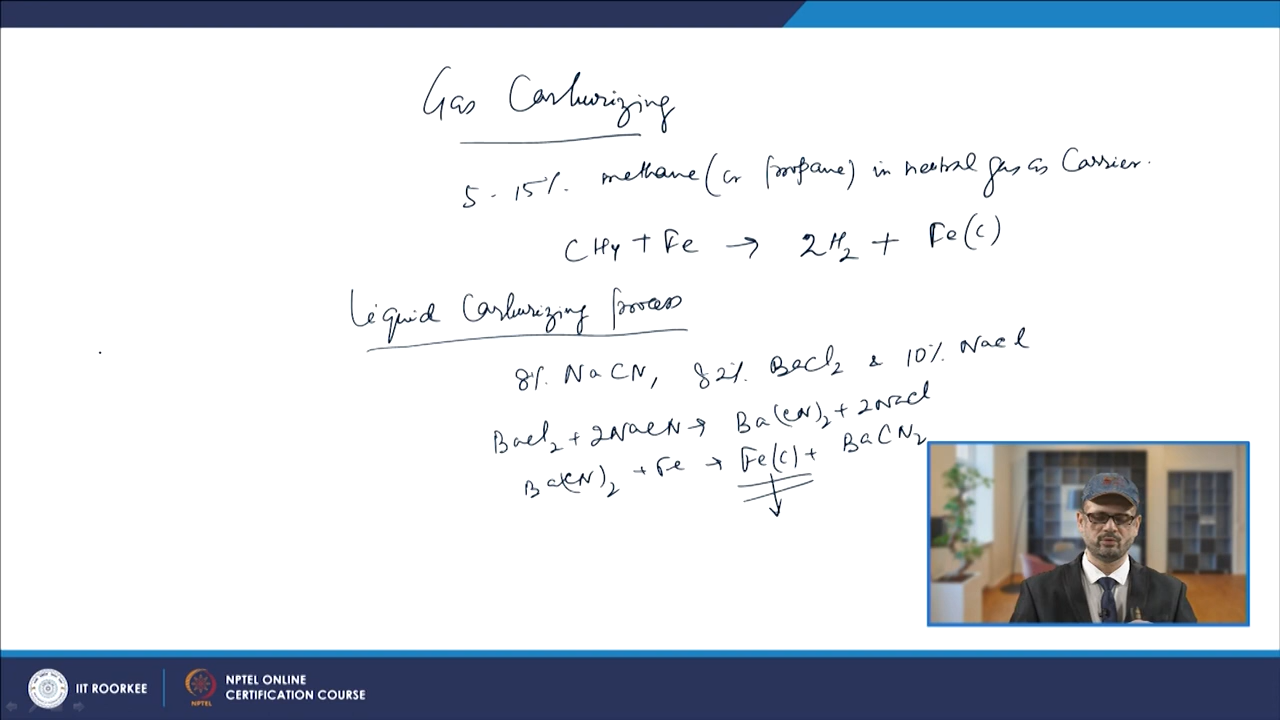 Gas Carburizing
5-15% methane (or propane) in neutral gas as Carrier.
CH4 + Fe → 2H2 + Fe(C)
Liquid Carburizing process
8% NaCN, 82% BaCl2 & 10% NaCl
BaCl2 + 2NaCN → Ba(CN)2 + 2NaCl
Ba(CN)2 + Fe → Fe(C) + BaCN2
IIT ROORKEE
NPTEL ONLINE
CERTIFICATION COURSE
NPTEL